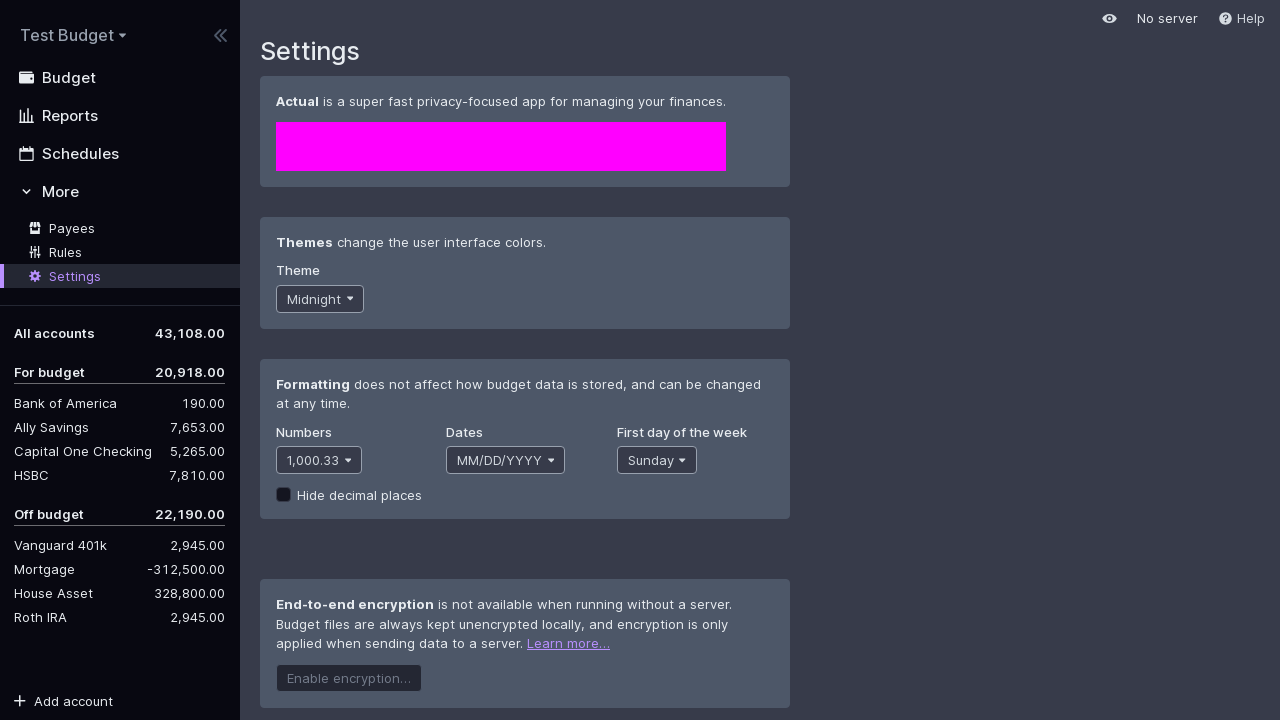 Test Budget
Budget
Reports
Schedules
More
Payees
Rules
Settings
All accounts 43,108.00
For budget 20,918.00
Bank of America 190.00
Ally Savings 7,653.00
Capital One Checking 5,265.00
HSBC 7,810.00
Off budget 22,190.00
Vanguard 401k 2,945.00
Mortgage -312,500.00
House Asset 328,800.00
Roth IRA 2,945.00
Add account
No server Help
Settings
Actual is a super fast privacy-focused app for managing your finances.
Themes change the user interface colors.
Theme
Midnight
Formatting does not affect how budget data is stored, and can be changed
at any time.
Numbers Dates First day of the week
1,000.33 MM/DD/YYYY Sunday
Hide decimal places
End-to-end encryption is not available when running without a server.
Budget files are always kept unencrypted locally, and encryption is only
applied when sending data to a server. Learn more…
Enable encryption…